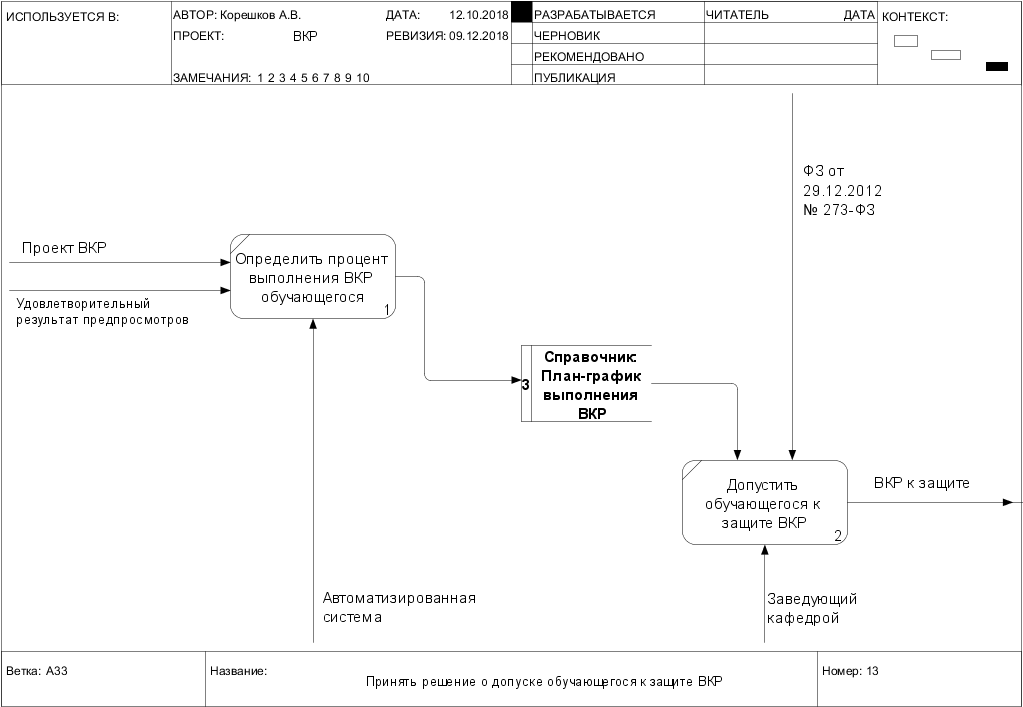 ИСПОЛЬЗУЕТСЯ В:
АВТОР: Корешков А.В.
ДАТА: 12.10.2018
РАЗРАБАТЫВАЕТСЯ
ЧИТАТЕЛЬ
ДАТА
КОНТЕКСТ:
ПРОЕКТ: ВКР
РЕВИЗИЯ: 09.12.2018
ЧЕРНОВИК
РЕКОМЕНДОВАНО
ЗАМЕЧАНИЯ: 1 2 3 4 5 6 7 8 9 10
ПУБЛИКАЦИЯ
ФЗ от
29.12.2012
№ 273-ФЗ
Проект ВКР
Удовлетворительный
результат предпросмотров
Определить процент
выполнения ВКР
обучающегося
1
3
Справочник:
План-график
выполнения
ВКР
Допустить
обучающегося к
защите ВКР
2
ВКР к защите
Автоматизированная
система
Заведующий
кафедрой
Ветка: А33
Название:
Принять решение о допуске обучающегося к защите ВКР
Номер: 13